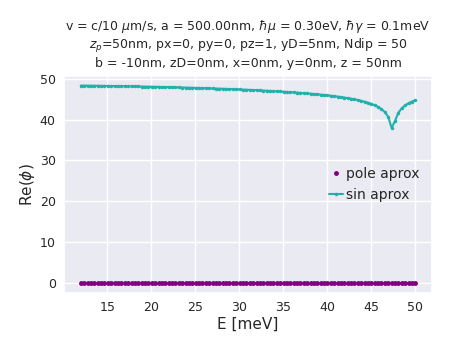 v = c/10 μm/s, a = 500.00nm, ℏμ = 0.30eV, ℏγ = 0.1meV
zₚ=50nm, px=0, py=0, pz=1, yD=5nm, Ndip = 50
b = -10nm, zD=0nm, x=0nm, y=0nm, z = 50nm
50
40
30
20
10
0
Re(ϕ)
pole aprox
sin aprox
15 20 25 30 35 40 45 50
E [meV]